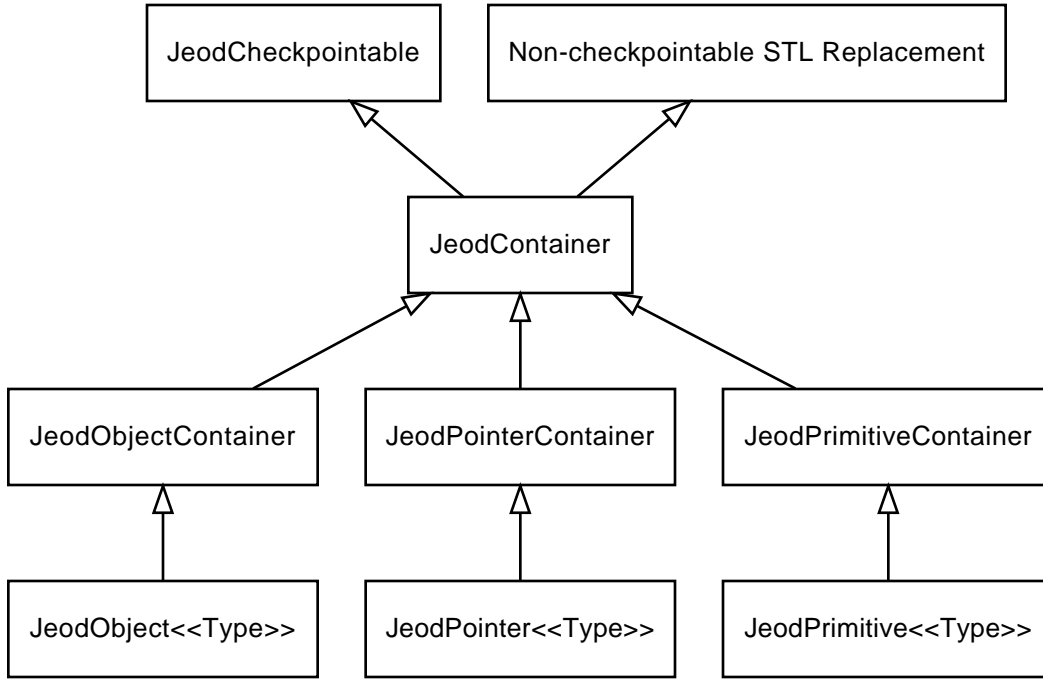 JeodCheckpointable
Non-checkpointable STL Replacement
JeodContainer
JeodObjectContainer
JeodPointerContainer
JeodPrimitiveContainer
JeodObject<<Type>>
JeodPointer<<Type>>
JeodPrimitive<<Type>>